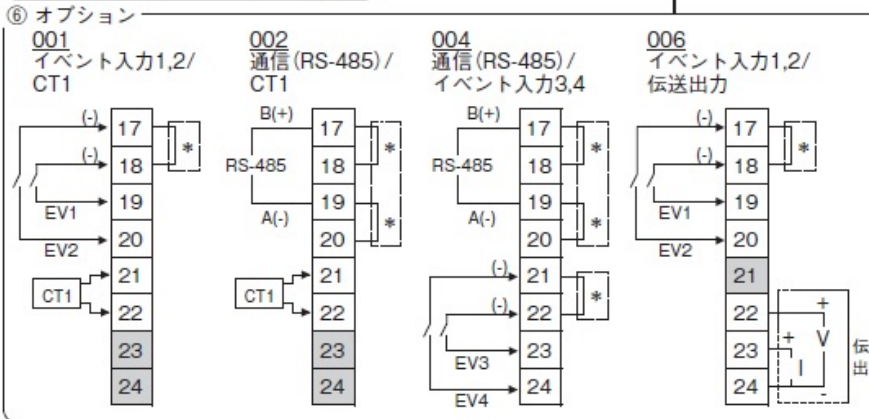 ⑥ オプション
001
イベント入力1,2/
CT1
(-)
(-)
EV1
EV2
CT1
17
18
19
20
21
22
23
24
*
002
通信(RS-485)/
CT1
B(+)
RS-485
A(-)
CT1
17
18
19
20
21
22
23
24
*
*
004
通信(RS-485)/
イベント入力3,4
B(+)
RS-485
A(-)
(-)
(-)
EV3
EV4
17
18
19
20
21
22
23
24
*
*
*
006
イベント入力1,2/
伝送出力
(-)
(-)
EV1
EV2
17
18
19
20
21
22
23
24
*
+
+
V
I
-
伝
出